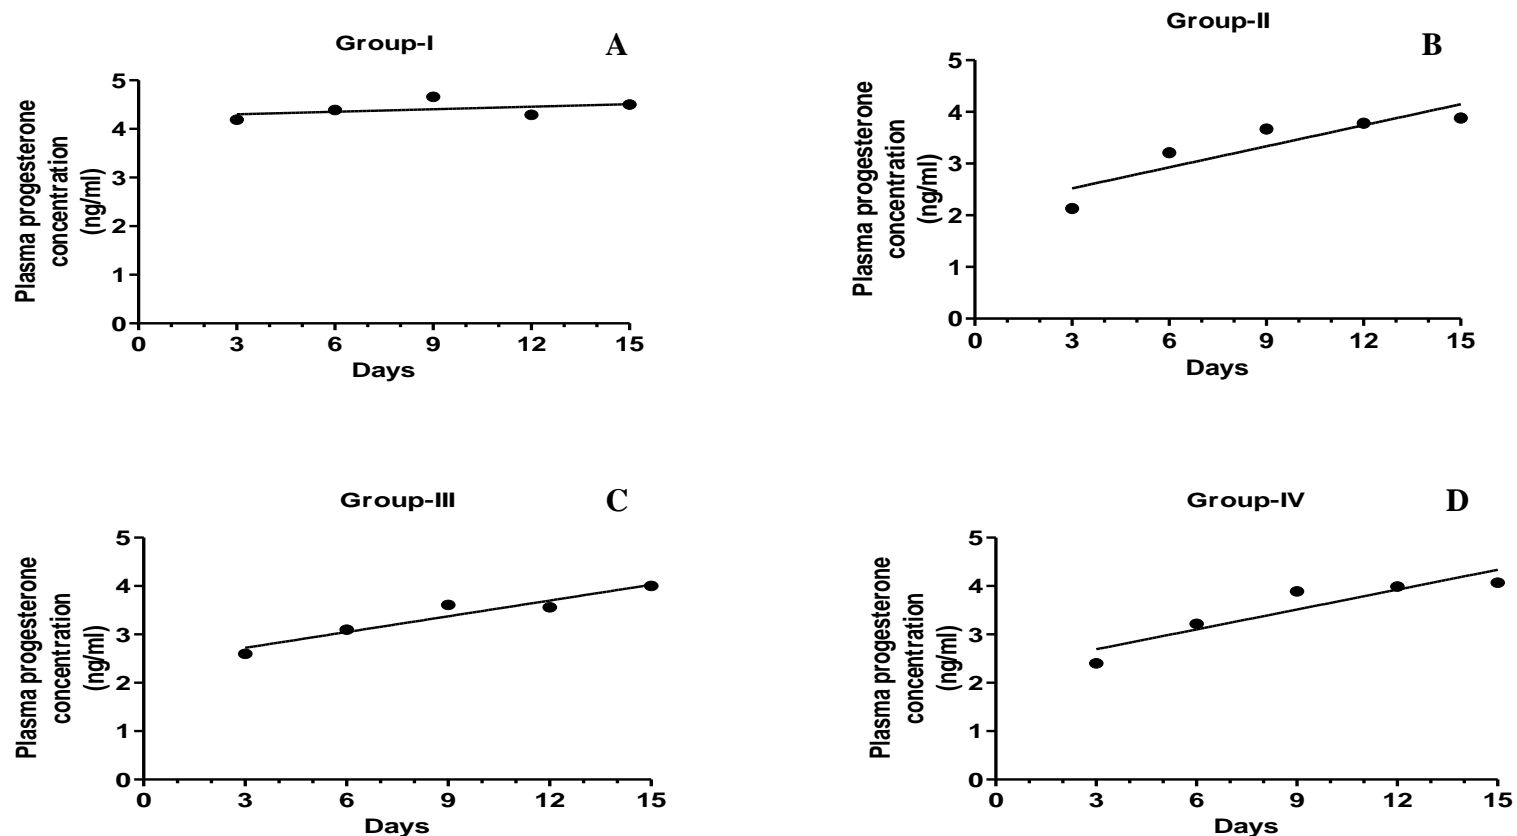 Group-I A
Plasma progesterone
concentration
(ng/ml)
5
4
3
2
1
0
0 3 6 9 12 15
Days
Group-II B
Plasma progesterone
concentration
(ng/ml)
5
4
3
2
1
0
0 3 6 9 12 15
Days
Group-III C
Plasma progesterone
concentration
(ng/ml)
5
4
3
2
1
0
0 3 6 9 12 15
Days
Group-IV D
Plasma progesterone
concentration
(ng/ml)
5
4
3
2
1
0
0 3 6 9 12 15
Days